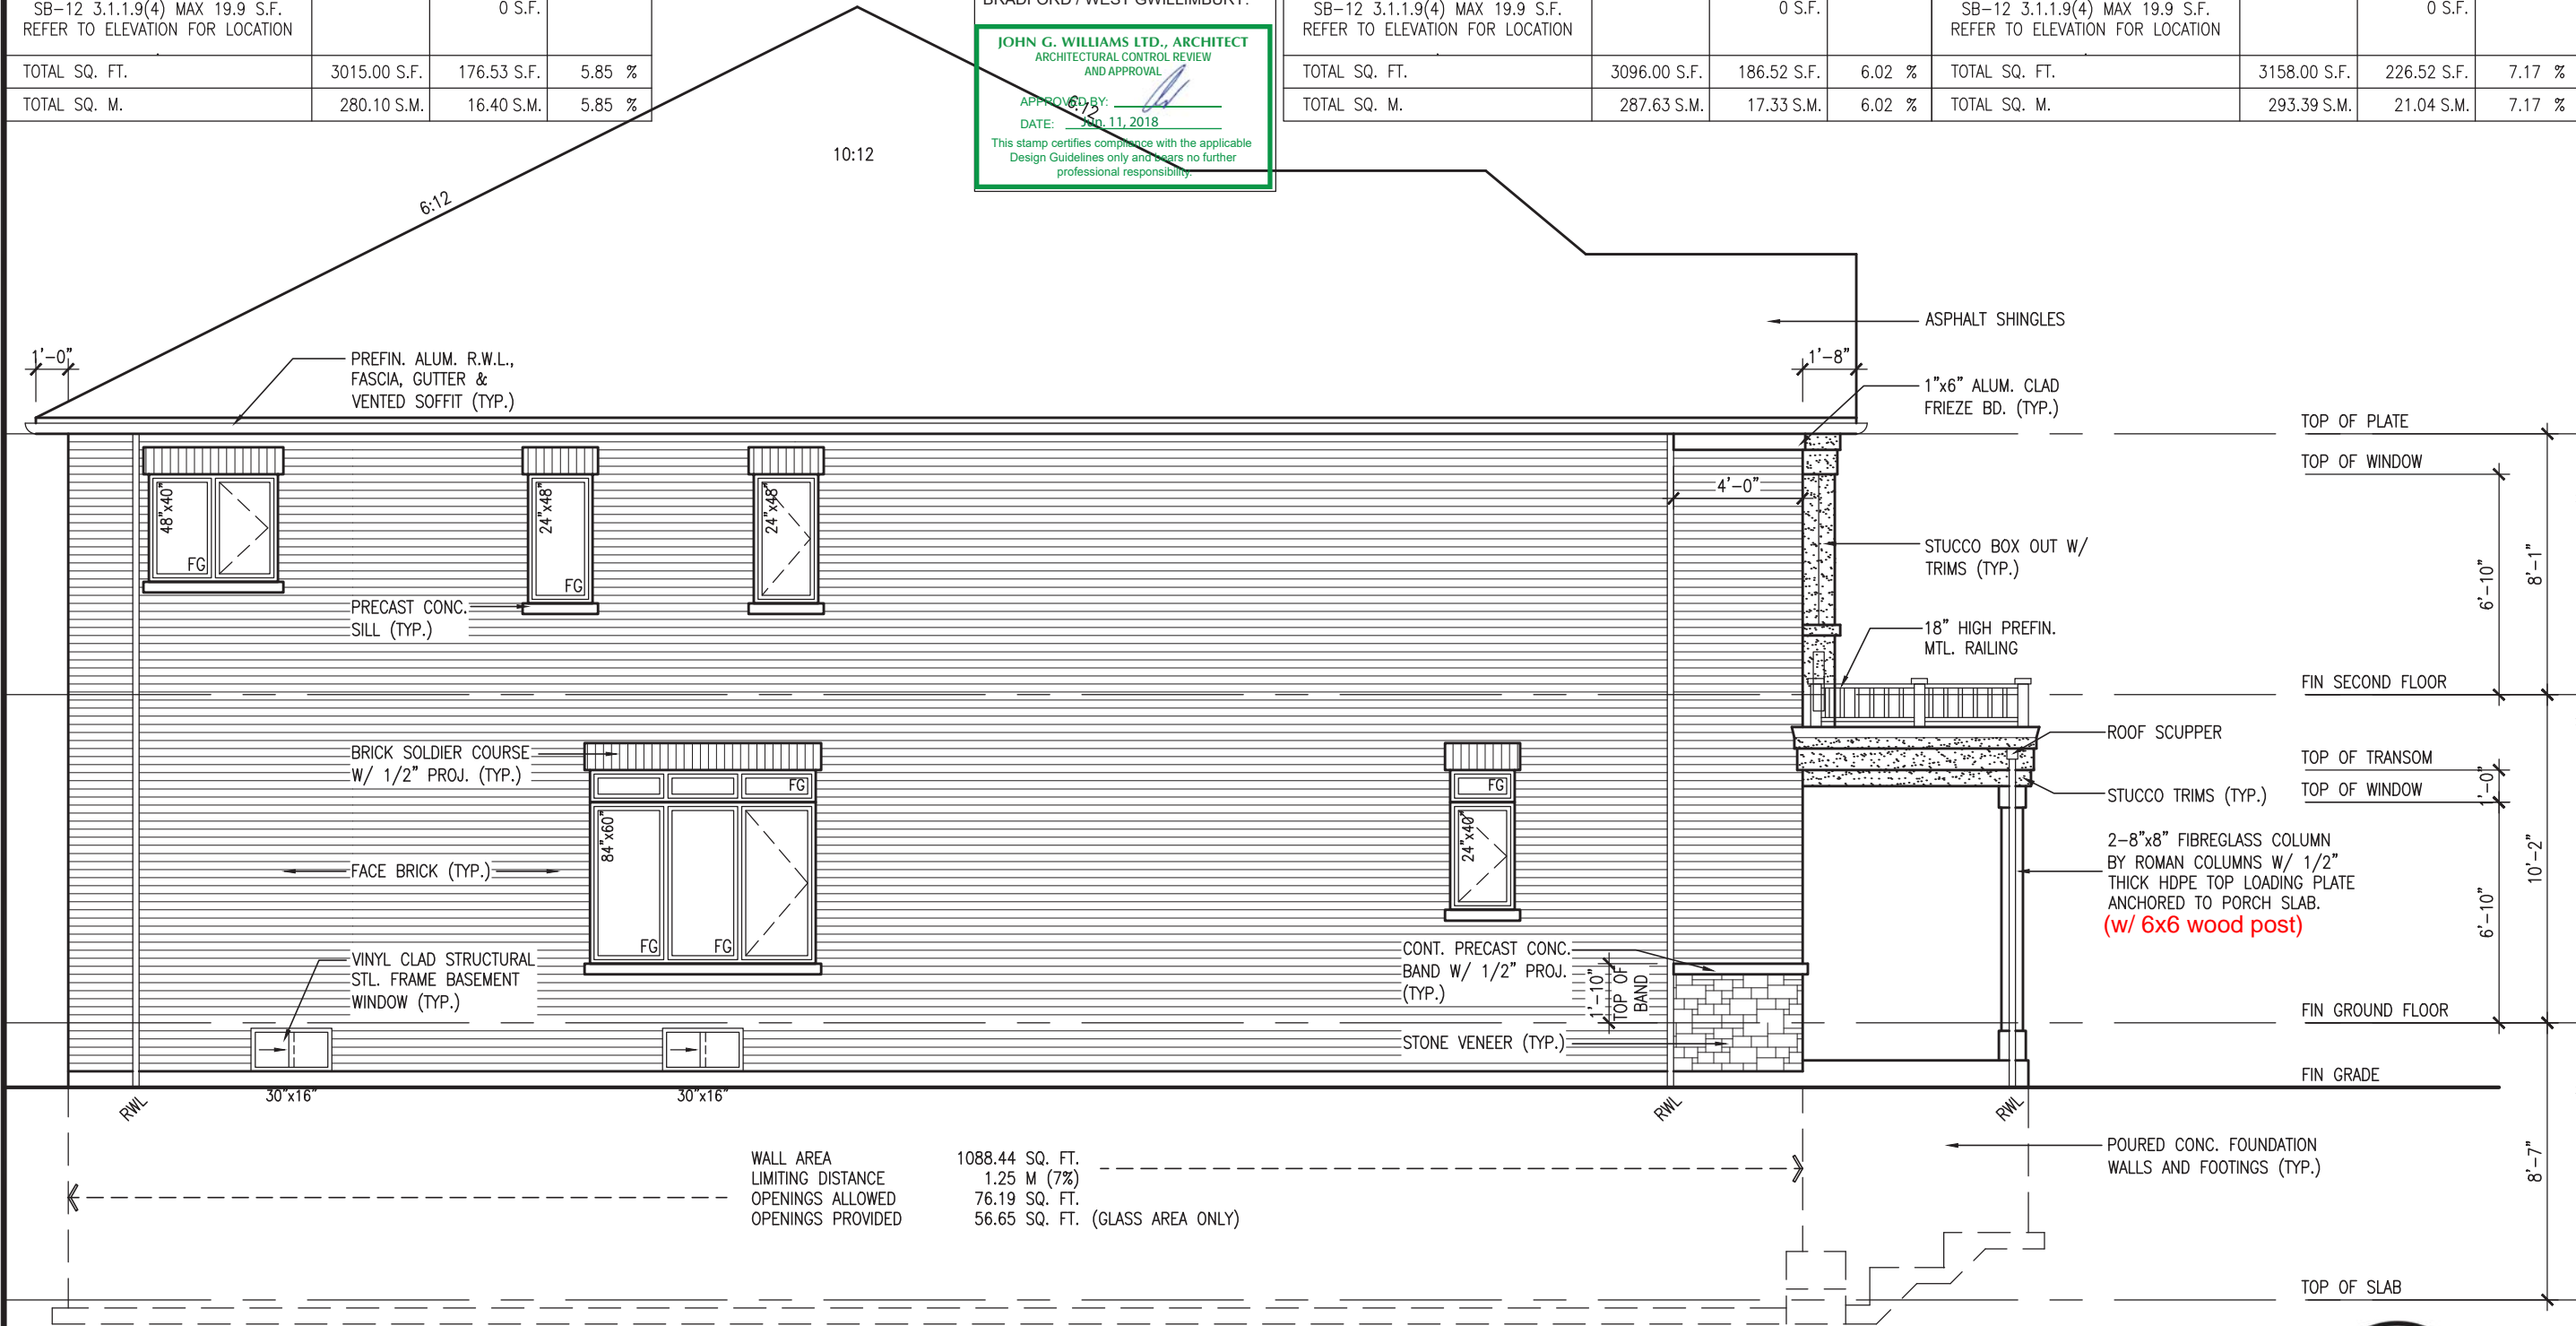 SB-12 3.1.1.9(4) MAX 19.9 S.F.
REFER TO ELEVATION FOR LOCATION
0 S.F.
TOTAL SQ. FT. 3015.00 S.F. 176.53 S.F. 5.85 %
TOTAL SQ. M. 280.10 S.M. 16.40 S.M. 5.85 %
BRADFORD / WEST GWILLIMBURY.
JOHN G. WILLIAMS LTD., ARCHITECT
ARCHITECTURAL CONTROL REVIEW
AND APPROVAL
APPROVED BY:
DATE: Jun. 11, 2018
This stamp certifies compliance with the applicable
Design Guidelines only and bears no further
professional responsibility.
SB-12 3.1.1.9(4) MAX 19.9 S.F.
REFER TO ELEVATION FOR LOCATION
0 S.F.
TOTAL SQ. FT. 3096.00 S.F. 186.52 S.F. 6.02 %
TOTAL SQ. M. 287.63 S.M. 17.33 S.M. 6.02 %
SB-12 3.1.1.9(4) MAX 19.9 S.F.
REFER TO ELEVATION FOR LOCATION
0 S.F.
TOTAL SQ. FT. 3158.00 S.F. 226.52 S.F. 7.17 %
TOTAL SQ. M. 293.39 S.M. 21.04 S.M. 7.17 %
6:12
10:12
6:12
ASPHALT SHINGLES
1'-0"
PREFIN. ALUM. R.W.L.,
FASCIA, GUTTER &
VENTED SOFFIT (TYP.)
1'-8"
1"x6" ALUM. CLAD
FRIEZE BD. (TYP.)
TOP OF PLATE
TOP OF WINDOW
48"x40"
FG
24"x48"
FG
24"x48"
4'-0"
STUCCO BOX OUT W/
TRIMS (TYP.)
6'-10"
8'-1"
PRECAST CONC.
SILL (TYP.)
18" HIGH PREFIN.
MTL. RAILING
FIN SECOND FLOOR
BRICK SOLDIER COURSE
W/ 1/2" PROJ. (TYP.)
ROOF SCUPPER
TOP OF TRANSOM
FG
FG
1'-0"
STUCCO TRIMS (TYP.)
TOP OF WINDOW
84"x60"
24"x40"
FACE BRICK (TYP.)
2-8"x8" FIBREGLASS COLUMN
BY ROMAN COLUMNS W/ 1/2"
THICK HDPE TOP LOADING PLATE
ANCHORED TO PORCH SLAB.
(w/ 6x6 wood post)
10'-2"
6'-10"
FG
FG
VINYL CLAD STRUCTURAL
STL. FRAME BASEMENT
WINDOW (TYP.)
CONT. PRECAST CONC.
BAND W/ 1/2" PROJ.
(TYP.)
1'-10"
TOP OF
BAND
FIN GROUND FLOOR
STONE VENEER (TYP.)
FIN GRADE
RWL
30"x16"
30"x16"
RWL
RWL
WALL AREA 1088.44 SQ. FT.
LIMITING DISTANCE 1.25 M (7%)
OPENINGS ALLOWED 76.19 SQ. FT.
OPENINGS PROVIDED 56.65 SQ. FT. (GLASS AREA ONLY)
POURED CONC. FOUNDATION
WALLS AND FOOTINGS (TYP.)
8'-7"
TOP OF SLAB